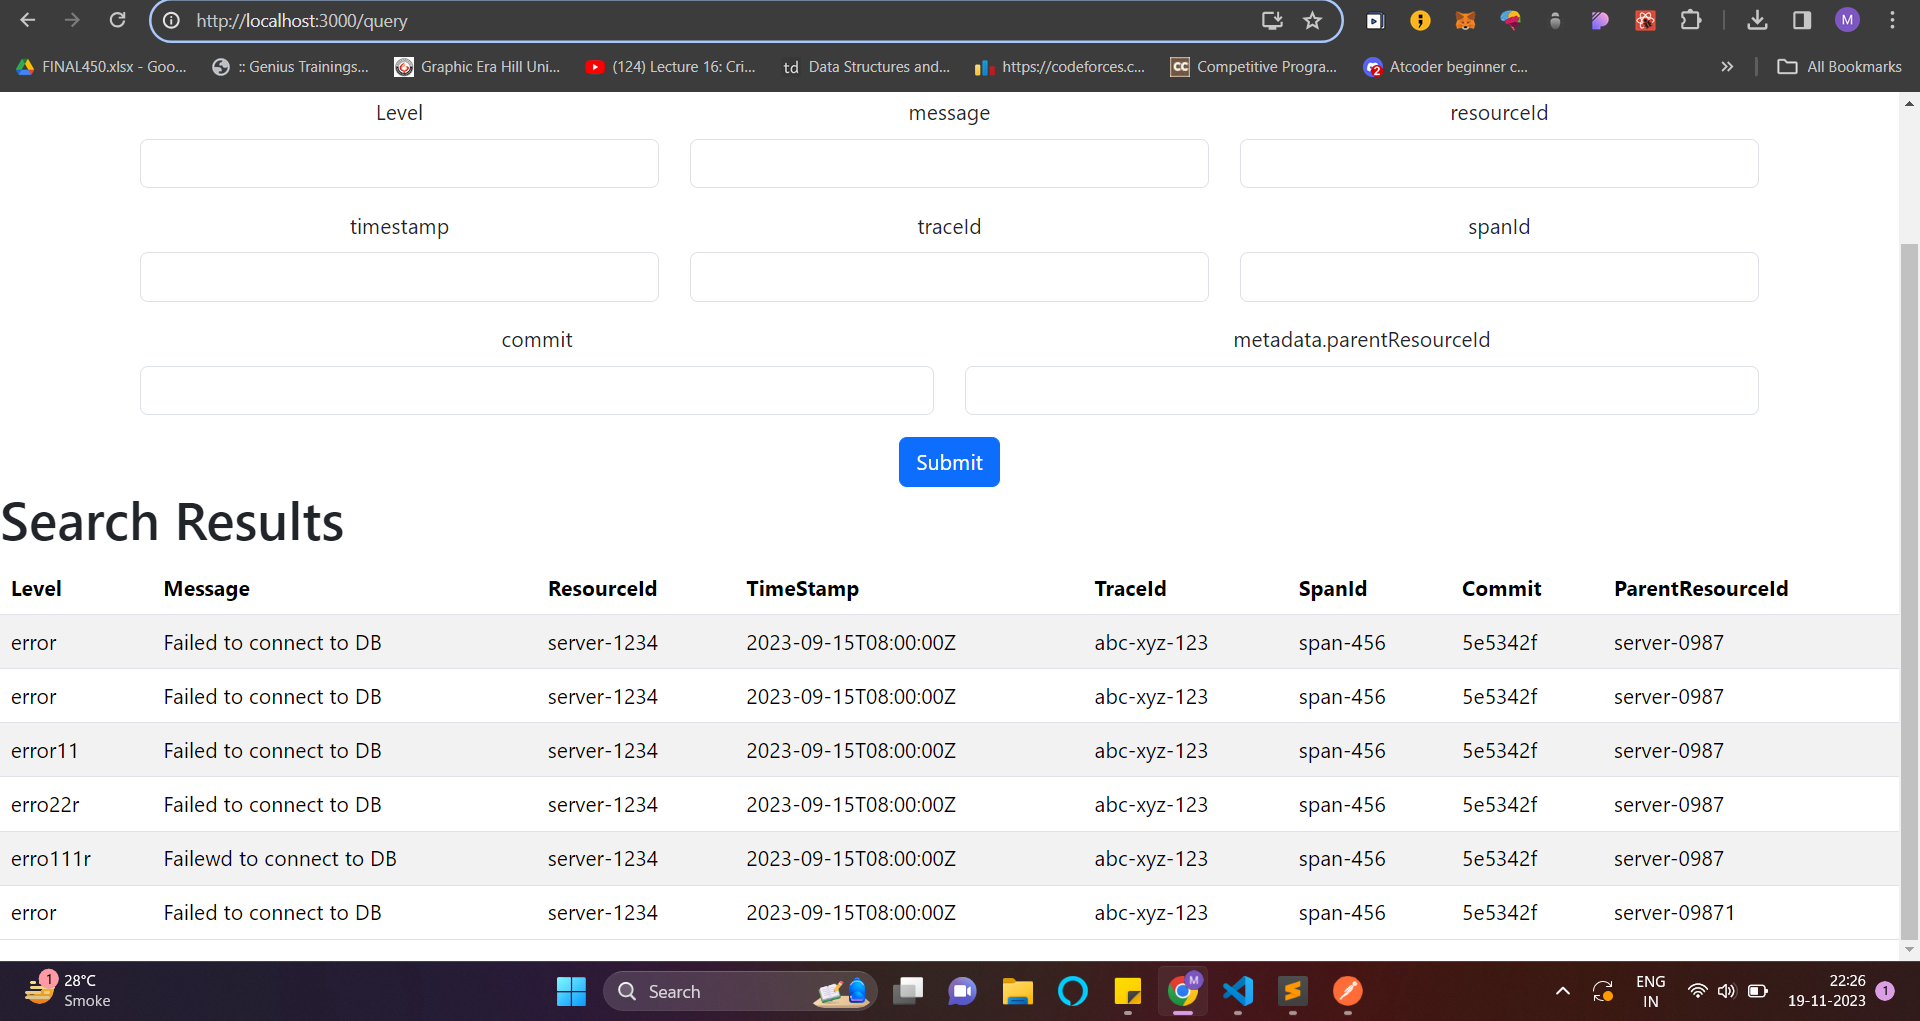 http://localhost:3000/query
M
FINAL450.xlsx - Goo...
:: Genius Trainings...
Graphic Era Hill Uni...
(124) Lecture 16: Cri...
td Data Structures and...
https://codeforces.c...
CC Competitive Progra...
2 Atcoder beginner c...
All Bookmarks
Level message resourceId
timestamp traceId spanId
commit metadata.parentResourceId
Submit
Search Results
Level Message ResourceId TimeStamp TraceId SpanId Commit ParentResourceId
error Failed to connect to DB server-1234 2023-09-15T08:00:00Z abc-xyz-123 span-456 5e5342f server-0987
error Failed to connect to DB server-1234 2023-09-15T08:00:00Z abc-xyz-123 span-456 5e5342f server-0987
error11 Failed to connect to DB server-1234 2023-09-15T08:00:00Z abc-xyz-123 span-456 5e5342f server-0987
erro22r Failed to connect to DB server-1234 2023-09-15T08:00:00Z abc-xyz-123 span-456 5e5342f server-0987
erro111r Failewd to connect to DB server-1234 2023-09-15T08:00:00Z abc-xyz-123 span-456 5e5342f server-0987
error Failed to connect to DB server-1234 2023-09-15T08:00:00Z abc-xyz-123 span-456 5e5342f server-09871
1
28°C
Smoke
Search
M
ENG
IN
22:26
19-11-2023
1